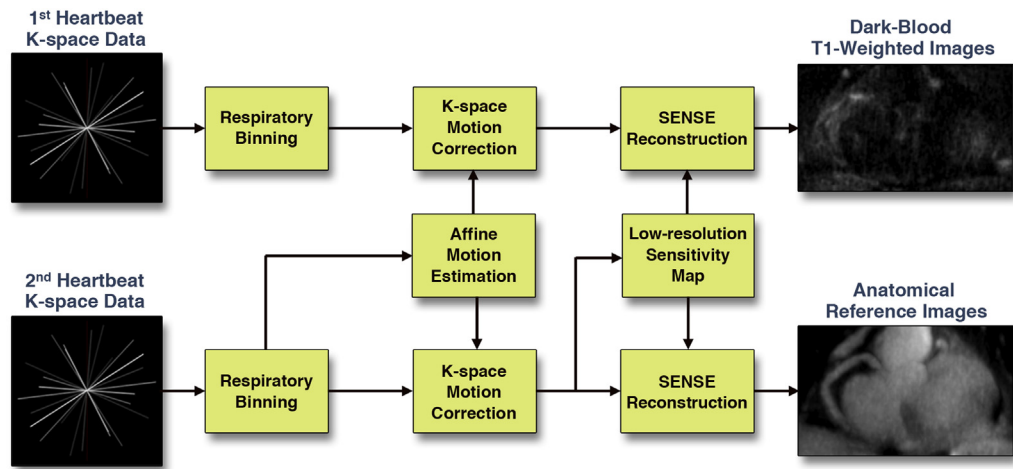 1st Heartbeat
K-space Data
Dark-Blood
T1-Weighted Images
Respiratory
Binning
K-space
Motion
Correction
SENSE
Reconstruction
Affine
Motion
Estimation
Low-resolution
Sensitivity
Map
2nd Heartbeat
K-space Data
Anatomical
Reference Images
Respiratory
Binning
K-space
Motion
Correction
SENSE
Reconstruction